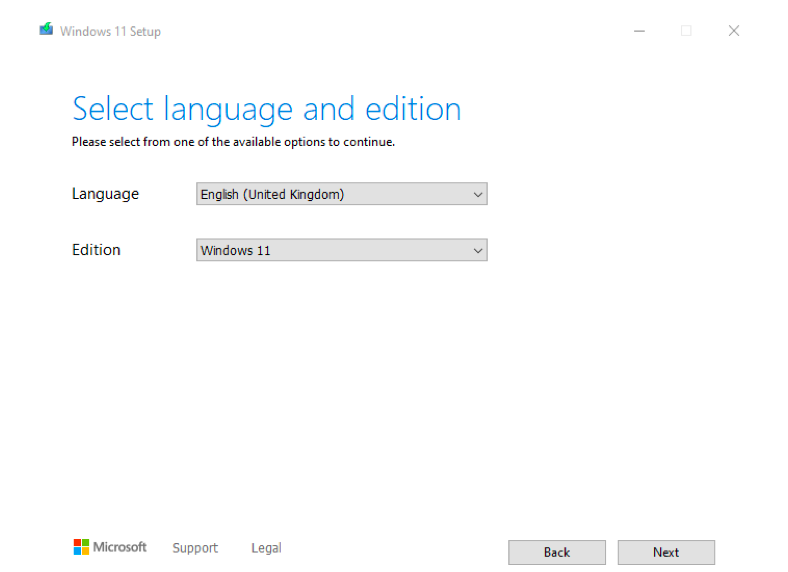 Windows 11 Setup
Select language and edition
Please select from one of the available options to continue.
Language English (United Kingdom)
Edition Windows 11
Microsoft Support Legal Back Next